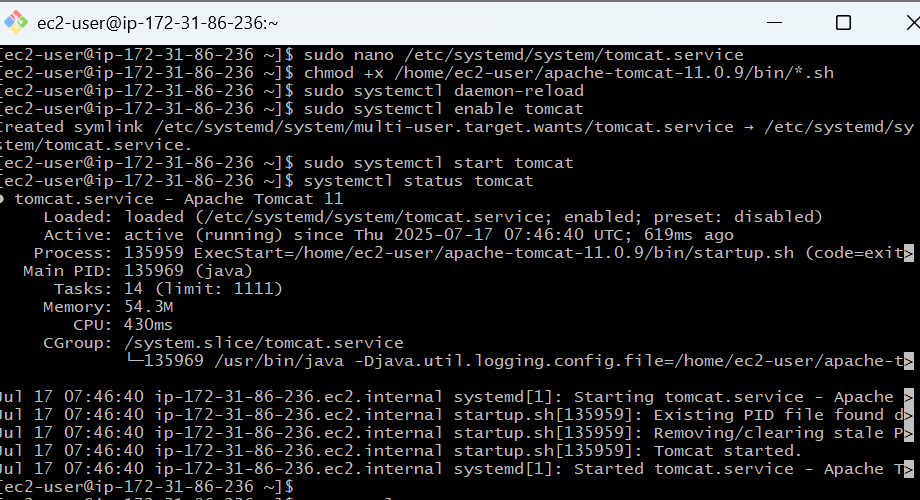 ec2-user@ip-172-31-86-236:~
[ec2-user@ip-172-31-86-236 ~]$ sudo nano /etc/systemd/system/tomcat.service
[ec2-user@ip-172-31-86-236 ~]$ chmod +x /home/ec2-user/apache-tomcat-11.0.9/bin/*.sh
[ec2-user@ip-172-31-86-236 ~]$ sudo systemctl daemon-reload
[ec2-user@ip-172-31-86-236 ~]$ sudo systemctl enable tomcat
Created symlink /etc/systemd/system/multi-user.target.wants/tomcat.service → /etc/systemd/sy
stem/tomcat.service.
[ec2-user@ip-172-31-86-236 ~]$ sudo systemctl start tomcat
[ec2-user@ip-172-31-86-236 ~]$ systemctl status tomcat
● tomcat.service - Apache Tomcat 11
Loaded: loaded (/etc/systemd/system/tomcat.service; enabled; preset: disabled)
Active: active (running) since Thu 2025-07-17 07:46:40 UTC; 619ms ago
Process: 135959 ExecStart=/home/ec2-user/apache-tomcat-11.0.9/bin/startup.sh (code=exit>
Main PID: 135969 (java)
Tasks: 14 (limit: 1111)
Memory: 54.3M
CPU: 430ms
CGroup: /system.slice/tomcat.service
└─135969 /usr/bin/java -Djava.util.logging.config.file=/home/ec2-user/apache-t>
Jul 17 07:46:40 ip-172-31-86-236.ec2.internal systemd[1]: Starting tomcat.service - Apache >
Jul 17 07:46:40 ip-172-31-86-236.ec2.internal startup.sh[135959]: Existing PID file found d>
Jul 17 07:46:40 ip-172-31-86-236.ec2.internal startup.sh[135959]: Removing/clearing stale P>
Jul 17 07:46:40 ip-172-31-86-236.ec2.internal startup.sh[135959]: Tomcat started.
Jul 17 07:46:40 ip-172-31-86-236.ec2.internal systemd[1]: Started tomcat.service - Apache T>
[ec2-user@ip-172-31-86-236 ~]$